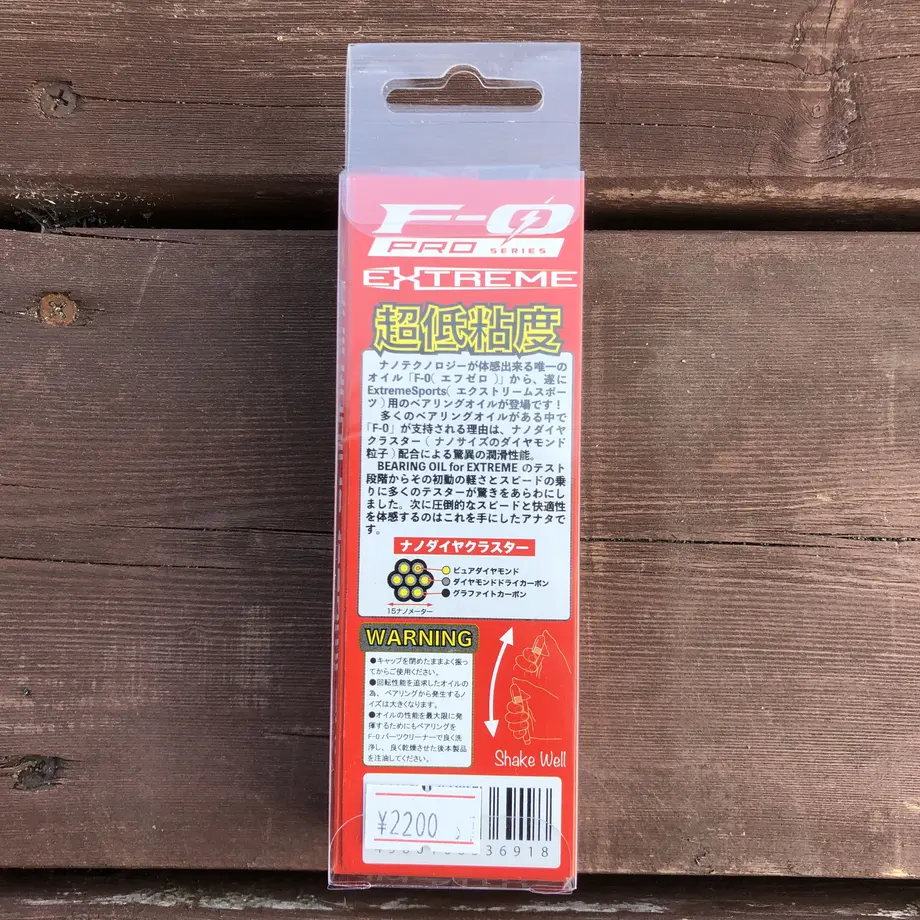 F-0
PRO SERIES
EXTREME
超低粘度
ナノテクノロジーが体感出来る唯一の
オイル「F-0( エフゼロ )」から、遂に
ExtremeSports( エクストリームスポー
ツ )用のベアリングオイルが登場です！
多くのベアリングオイルがある中で
「F-0」が支持される理由は、ナノダイヤ
クラスター( ナノサイズのダイヤモンド
粒子 )配合による驚異の潤滑性能。
BEARING OIL for EXTREME のテスト
段階からその初動の軽さとスピードの乗
りに多くのテスターが驚きをあらわにし
ました。次に圧倒的なスピードと快適性
を体感するのはこれを手にしたアナタで
す。
ナノダイヤクラスター
ピュアダイヤモンド
ダイヤモンドドライカーボン
グラファイトカーボン
15ナノメーター
WARNING
●キャップを閉めたままよく振っ
てからご使用ください。
●回転性能を追求したオイルの
為、ベアリングから発生するノ
イズは大きくなります。
●オイルの性能を最大限に発
揮するためにもベアリングを
F-0 パーツクリーナーで良く洗
浄し、良く乾燥させた後本製品
を注油してください。
Shake Well
¥2200
36918